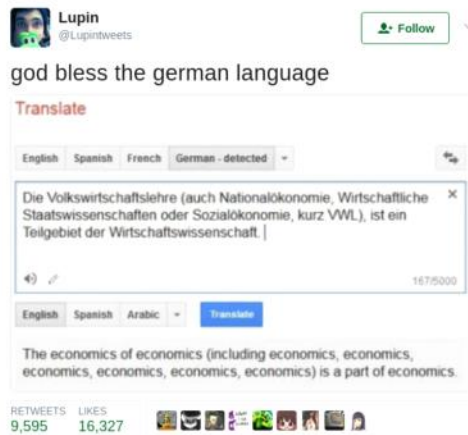 Lupin
@Lupintweets
Follow
god bless the german language
Translate
English Spanish French German - detected
Die Volkswirtschaftslehre (auch Nationalökonomie, Wirtschaftliche
Staatswissenschaften oder Sozialökonomie, kurz VWL), ist ein
Teilgebiet der Wirtschaftswissenschaft.
167/5000
English Spanish Arabic Translate
The economics of economics (including economics, economics,
economics, economics, economics, economics) is a part of economics.
RETWEETS LIKES
9,595 16,327